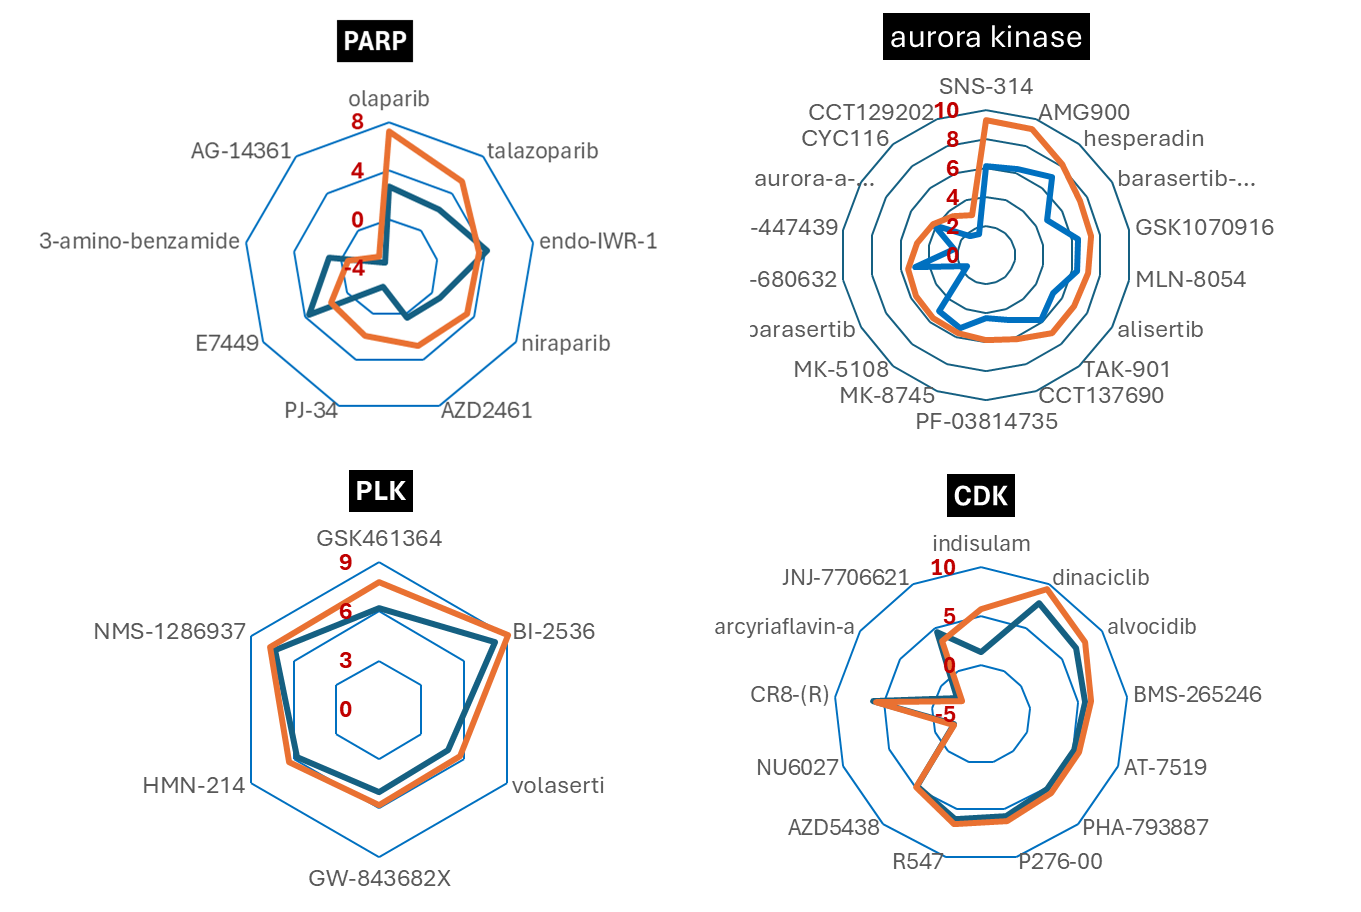 PARP
olaparib
8
talazoparib
4
endo-IWR-1
0
niraparib
-4
AZD2461
PJ-34
E7449
3-amino-benzamide
AG-14361
aurora kinase
SNS-314
10
AMG900
8
hesperadin
6
barasertib-...
4
GSK1070916
2
MLN-8054
0
alisertib
TAK-901
CCT137690
PF-03814735
MK-8745
MK-5108
barasertib
-680632
-447439
aurora-a-...
CYC116
CCT129202
PLK
GSK461364
9
BI-2536
6
volaserti
3
GW-843682X
0
HMN-214
NMS-1286937
CDK
indisulam
10
dinaciclib
5
alvocidib
0
BMS-265246
-5
AT-7519
PHA-793887
P276-00
R547
AZD5438
NU6027
CR8-(R)
arcyriaflavin-a
JNJ-7706621